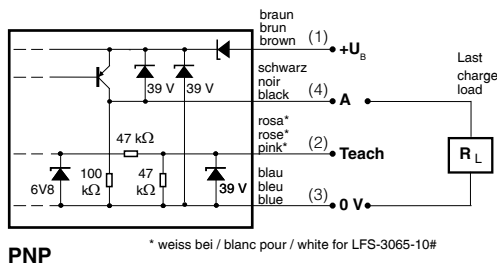 braun
brun
brown
(1)
+UB
schwarz
noir
black
(4)
A
Last
charge
load
39 V
39 V
rosa*
rose*
pink*
(2)
Teach
47 kΩ
RL
6V8
100
kΩ
47
kΩ
39 V
blau
bleu
blue
(3)
0 V
* weiss bei / blanc pour / white for LFS-3065-10#
PNP